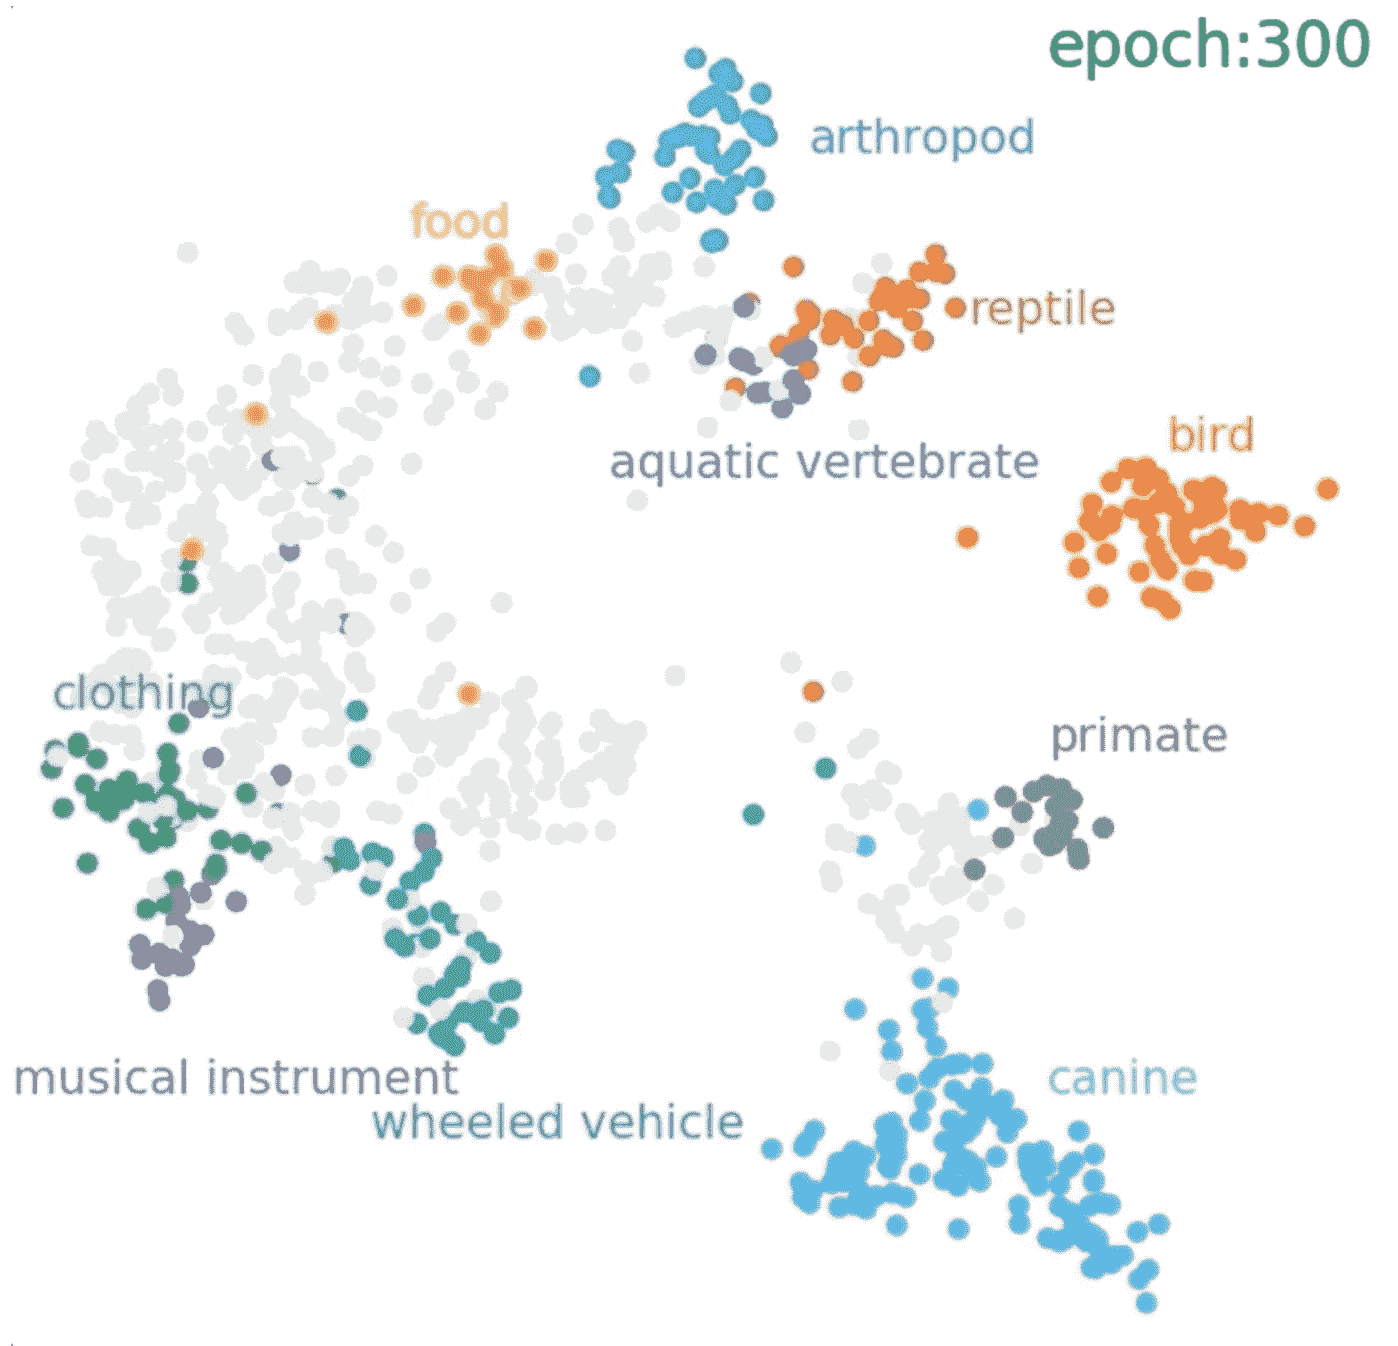 epoch:300
arthropod
food
reptile
bird
aquatic vertebrate
clothing
primate
musical instrument
canine
wheeled vehicle